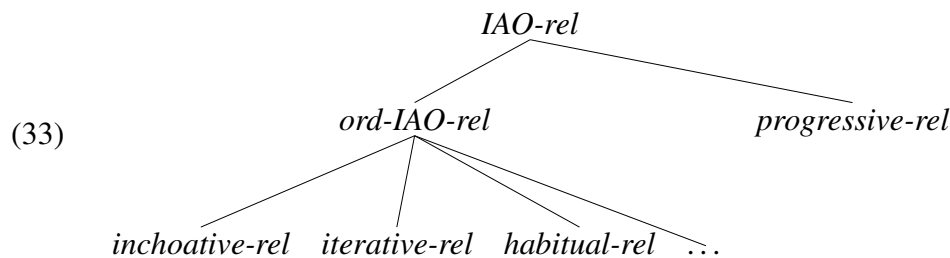 IAO-rel
ord-IAO-rel progressive-rel
(33)
inchoative-rel iterative-rel habitual-rel ...